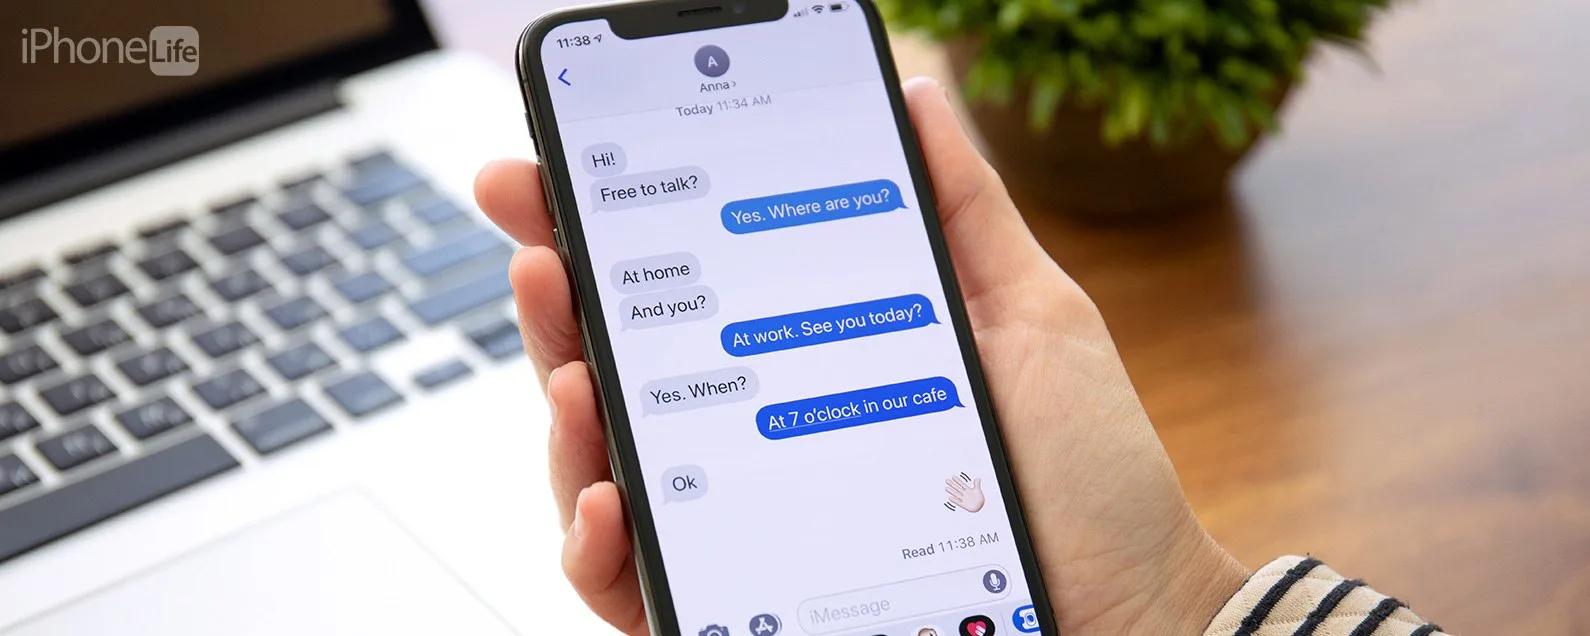 iPhoneLife
11:38
A
Anna
Today 11:34 AM
Hi!
Free to talk?
Yes. Where are you?
At home
And you?
At work. See you today?
Yes. When?
At 7 o'clock in our cafe
Ok
Read 11:38 AM
iMessage